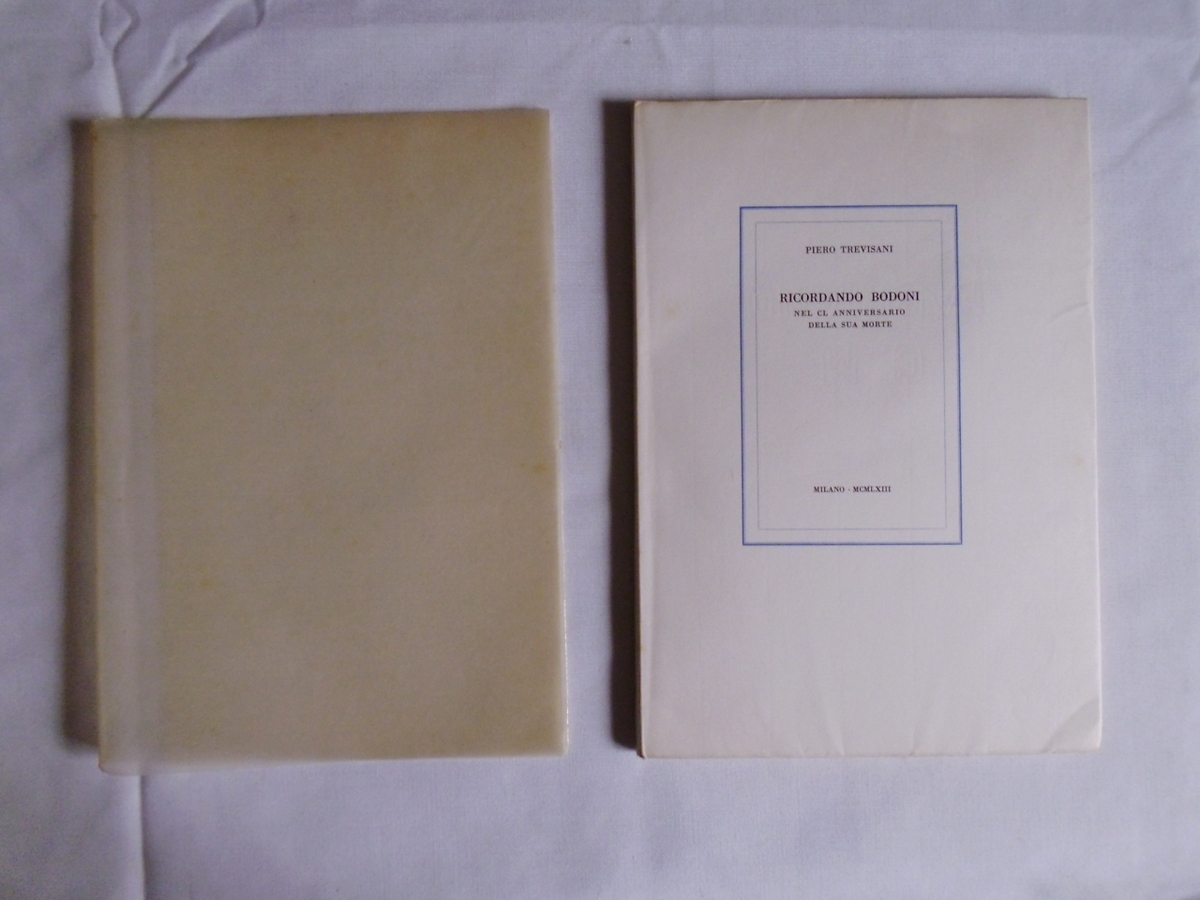 PIERO TREVISANI
RICORDANDO BODONI
NEL CL ANNIVERSARIO
DELLA SUA MORTE
MILANO - MCMLXIII